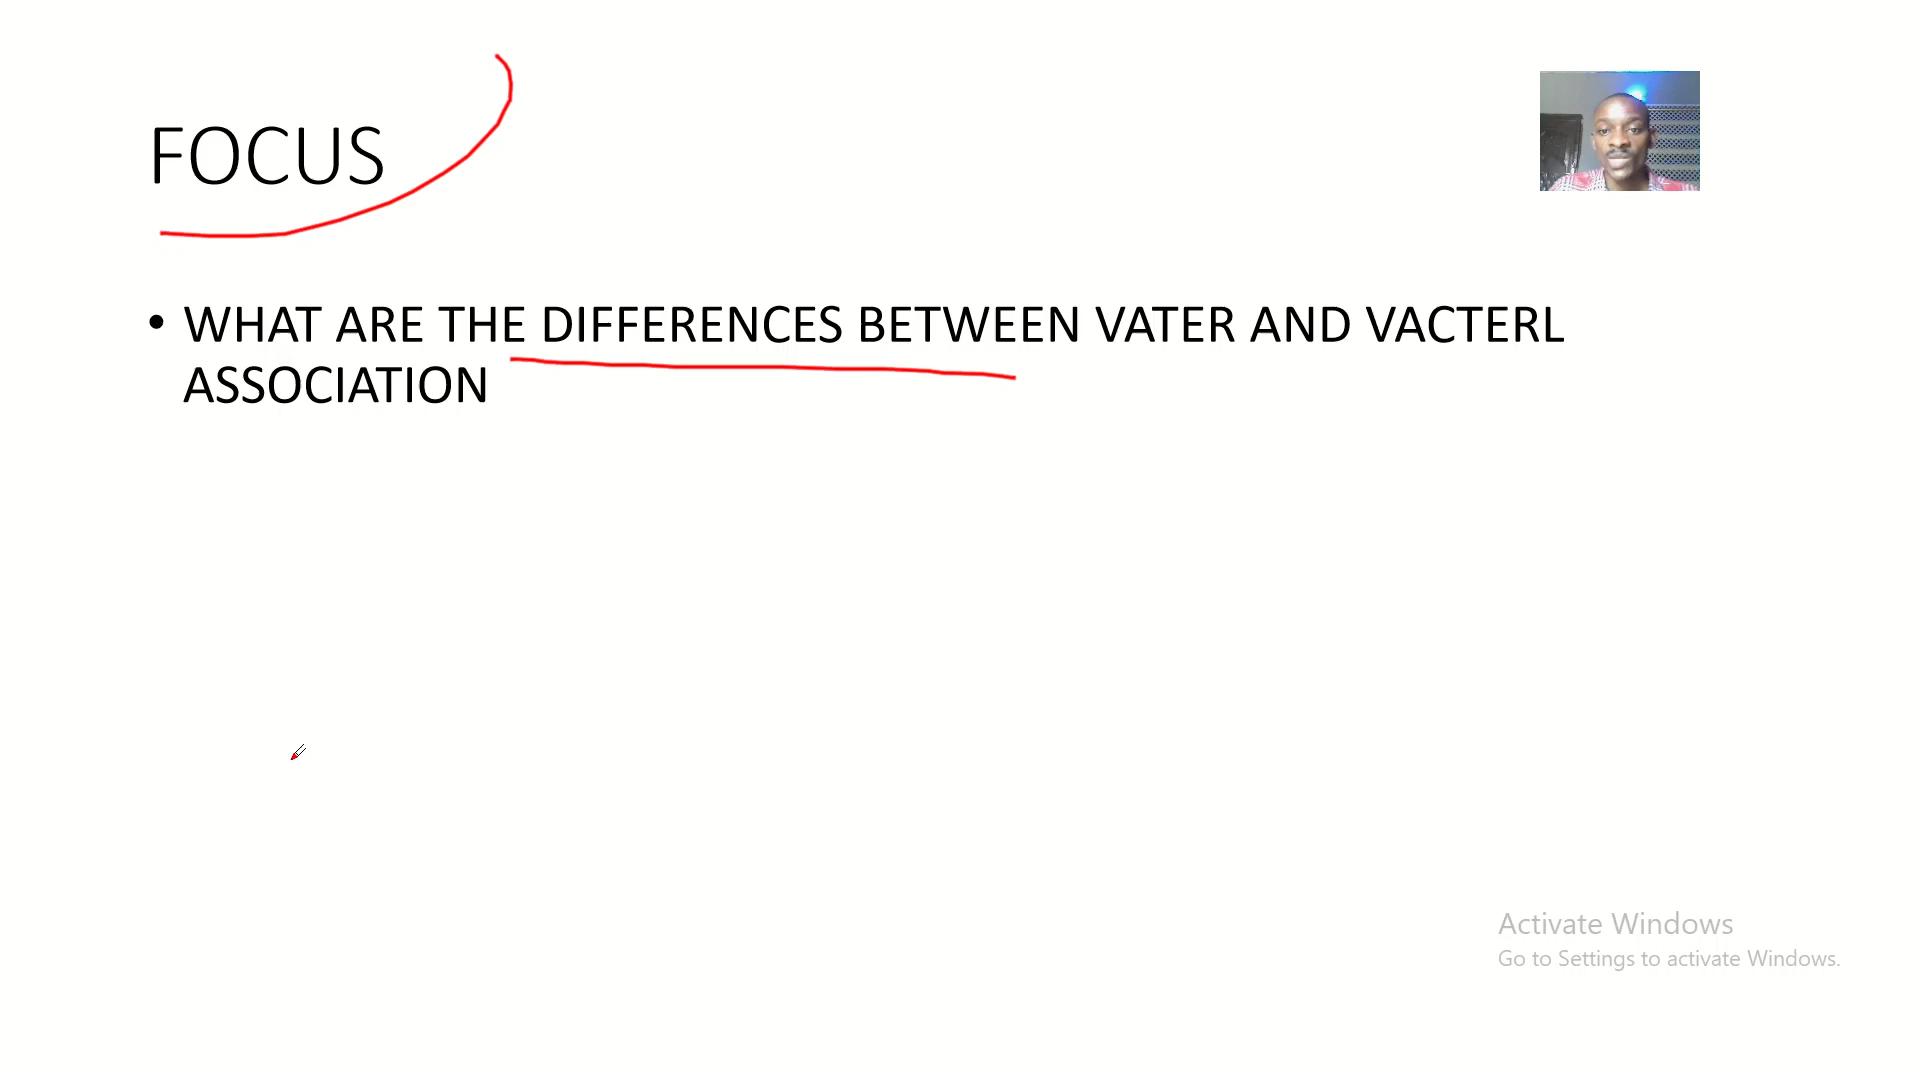 FOCUS
• WHAT ARE THE DIFFERENCES BETWEEN VATER AND VACTERL
ASSOCIATION
Activate Windows
Go to Settings to activate Windows.